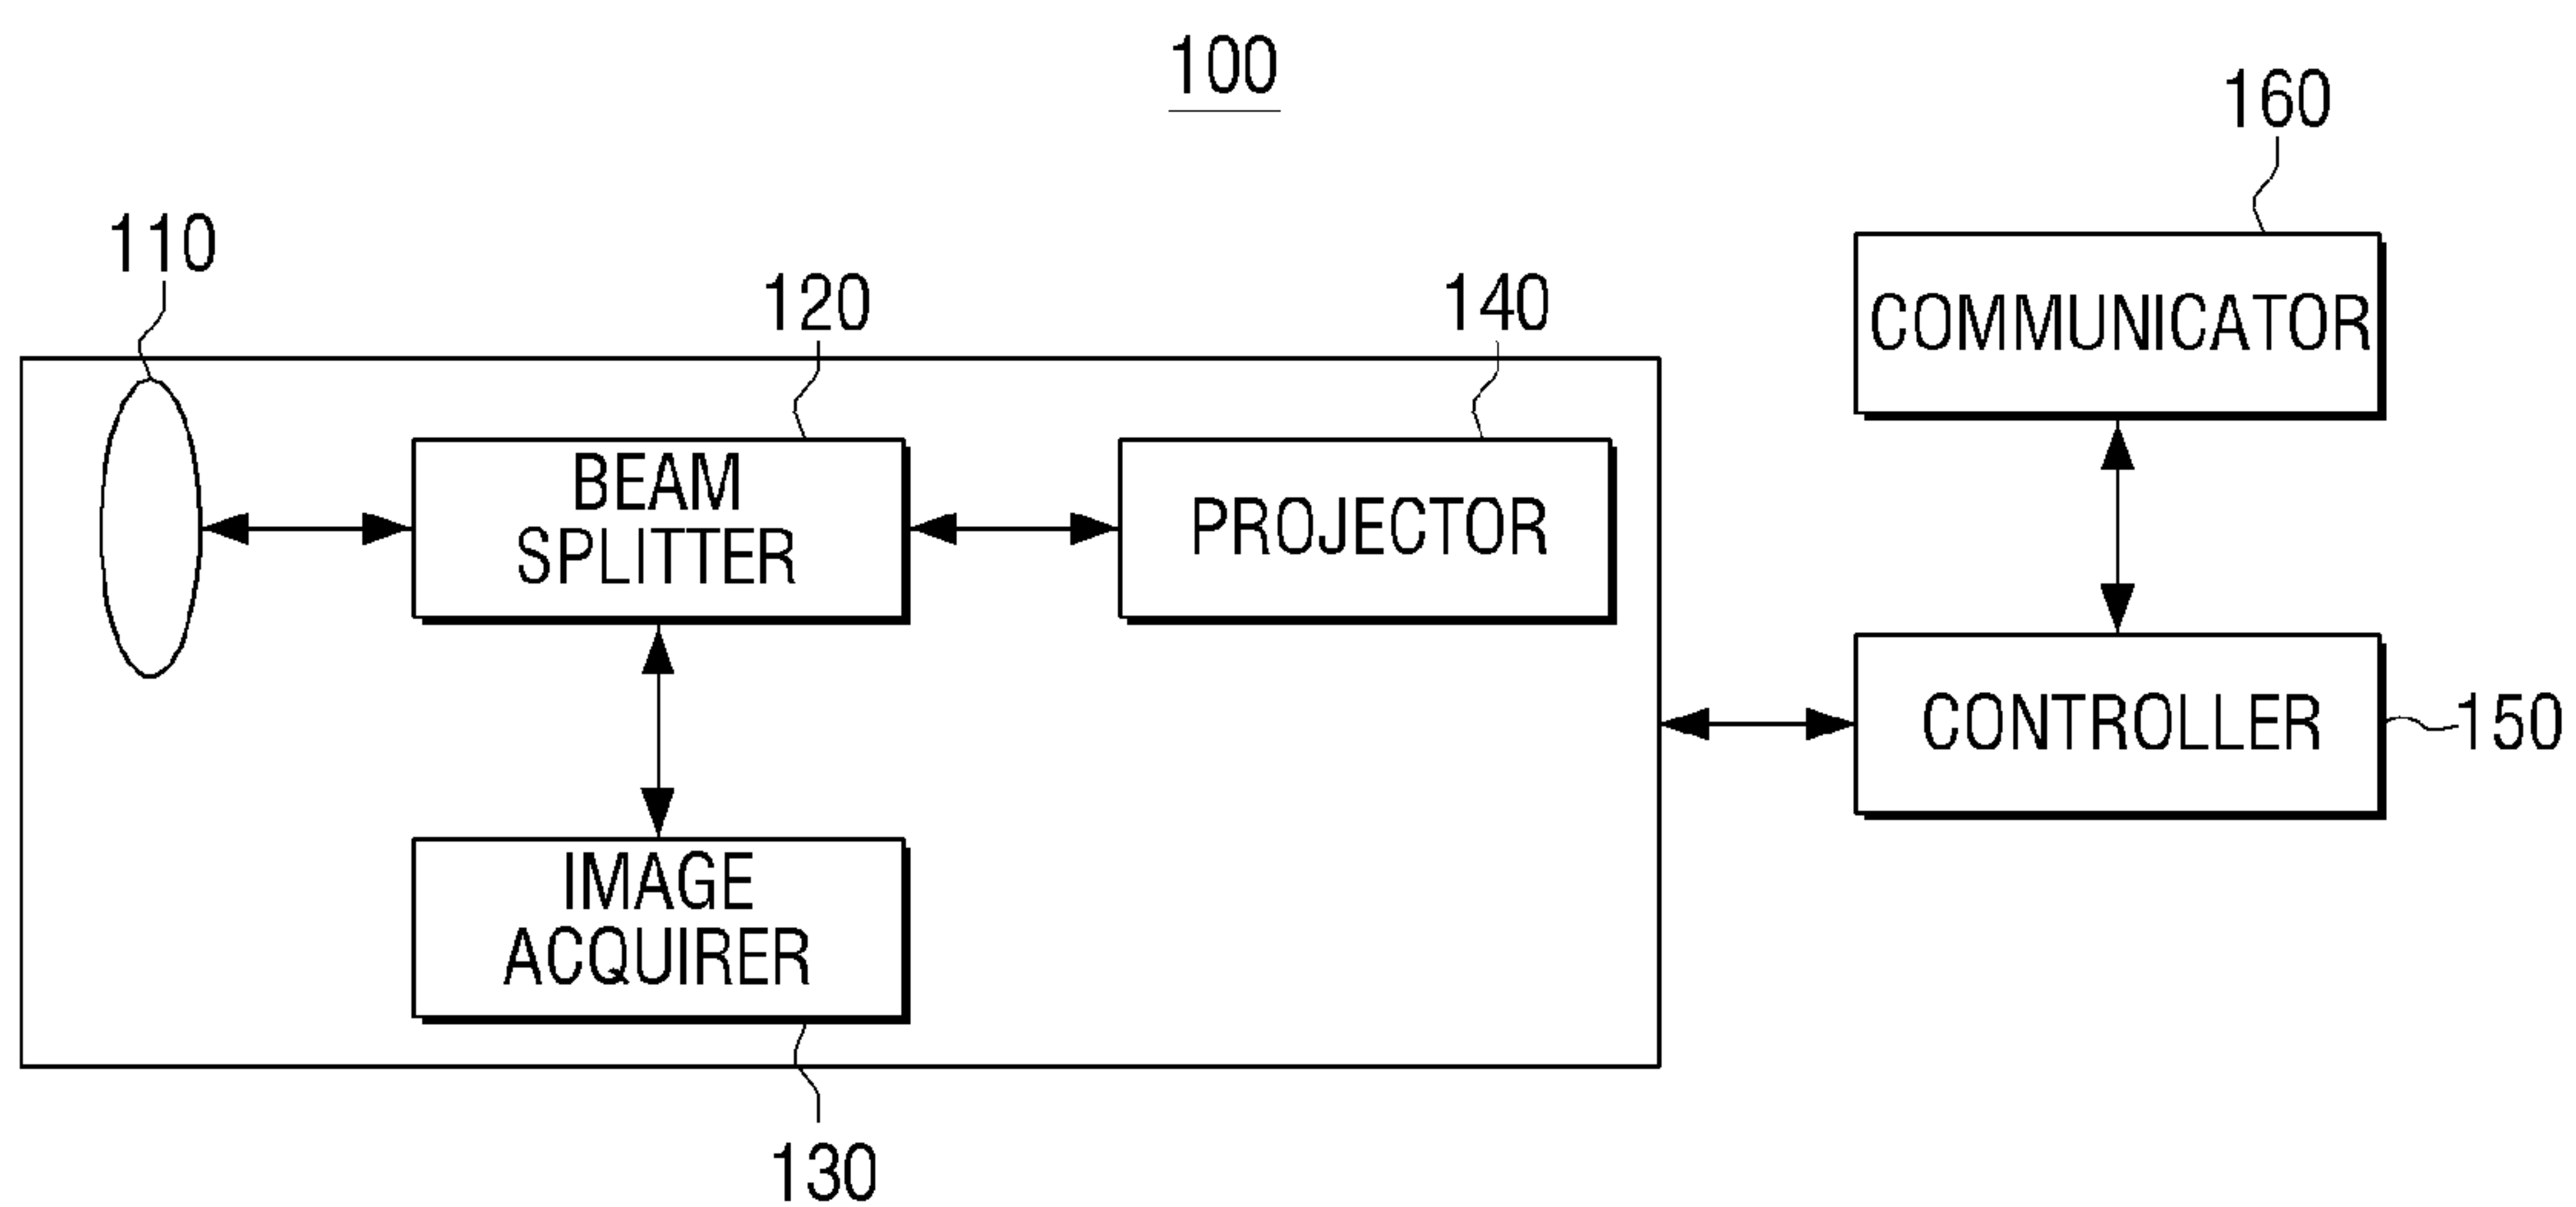 100
160
110
120
140
COMMUNICATOR
BEAM
SPLITTER
PROJECTOR
CONTROLLER
150
IMAGE
ACQUIRER
130